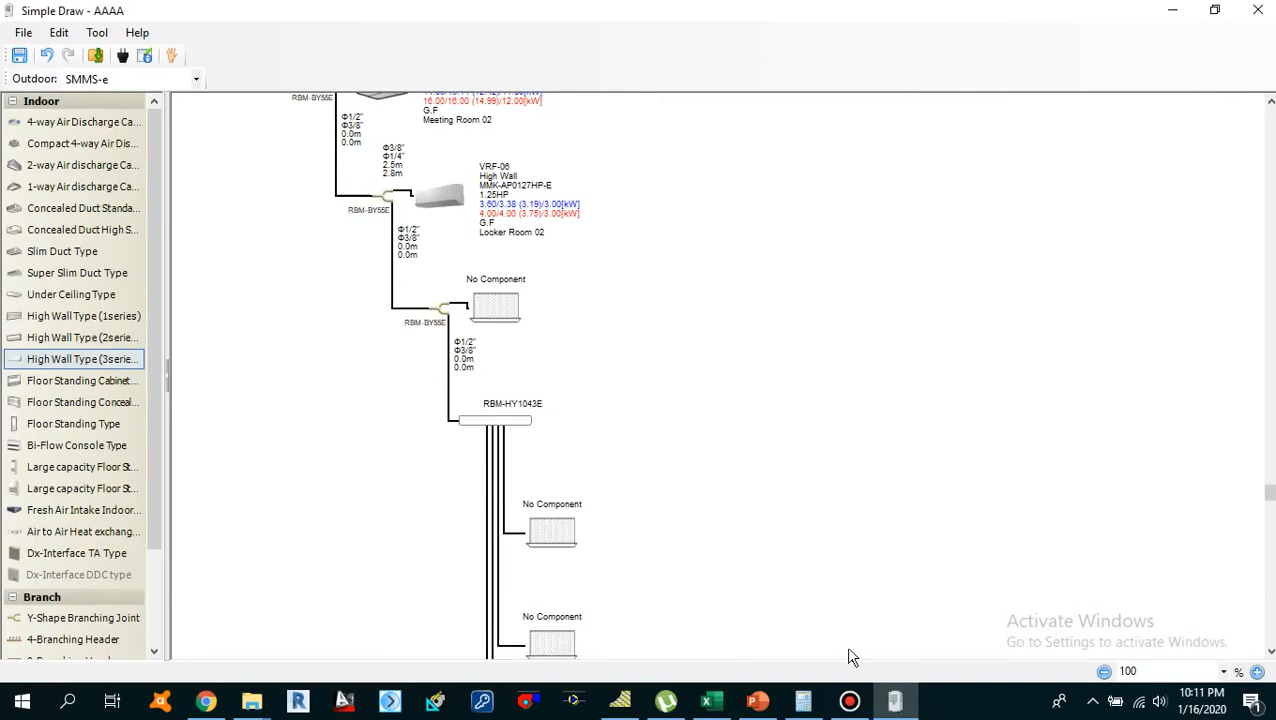 Simple Draw - AAAA
File Edit Tool Help
Outdoor: SMMS-e
Indoor
4-way Air Discharge Ca...
Compact 4-way Air Dis...
2-way Air discharge Ca...
1-way Air discharge Ca...
Concealed Duct Standa...
Concealed Duct High S...
Slim Duct Type
Super Slim Duct Type
Under Ceiling Type
High Wall Type (1series)
High Wall Type (2serie...
High Wall Type (3serie...
Floor Standing Cabinet...
Floor Standing Conceal...
Floor Standing Type
Bi-Flow Console Type
Large capacity Floor St...
Large capacity Floor St...
Fresh Air Intake Indoor...
Air to Air Heat exchang...
Dx-Interface TA Type
Dx-Interface DDC type
Branch
Y-Shape Branching Joint
4-Branching Header
RBM-BY55E
16.00/16.00 (14.99)/12.00[kW]
G.F
Meeting Room 02
Φ1/2"
Φ3/8"
0.0m
0.0m
Φ3/8"
Φ1/4"
2.5m
2.8m
VRF-06
High Wall
MMK-AP0127HP-E
1.25HP
3.60/3.38 (3.19)/3.00[kW]
4.00/4.00 (3.75)/3.00[kW]
G.F
Locker Room 02
RBM-BY55E
Φ1/2"
Φ3/8"
0.0m
0.0m
No Component
RBM-BY55E
Φ1/2"
Φ3/8"
0.0m
0.0m
RBM-HY1043E
No Component
No Component
Activate Windows
Go to Settings to activate Windows.
100 %
10:11 PM
1/16/2020
1